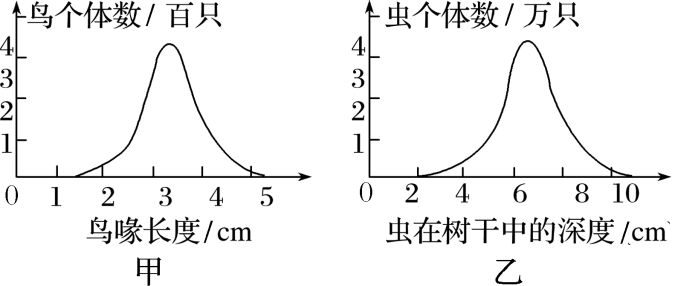 鸟个体数/百只
4
3
2
1
0 1 2 3 4 5
鸟喙长度/cm
甲
虫个体数/万只
4
3
2
1
0 2 4 6 8 10
虫在树干中的深度/cm
乙